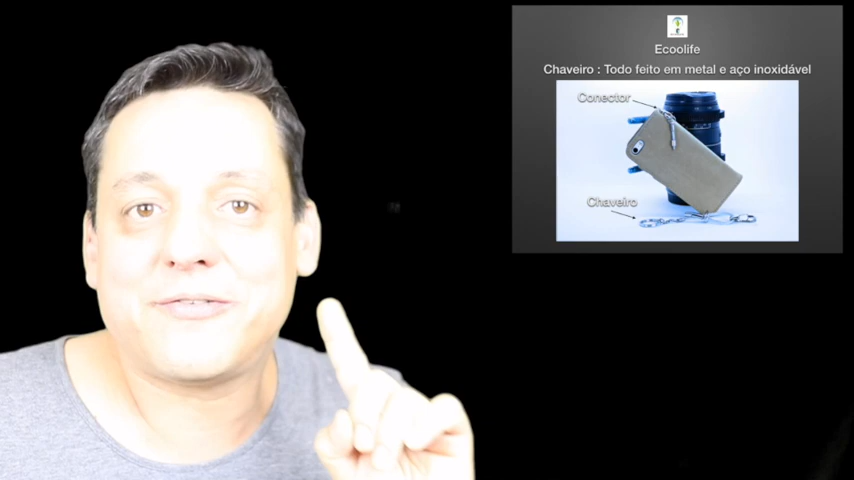 Ecoolife
Chaveiro : Todo feito em metal e aço inoxidável
Conector
Chaveiro